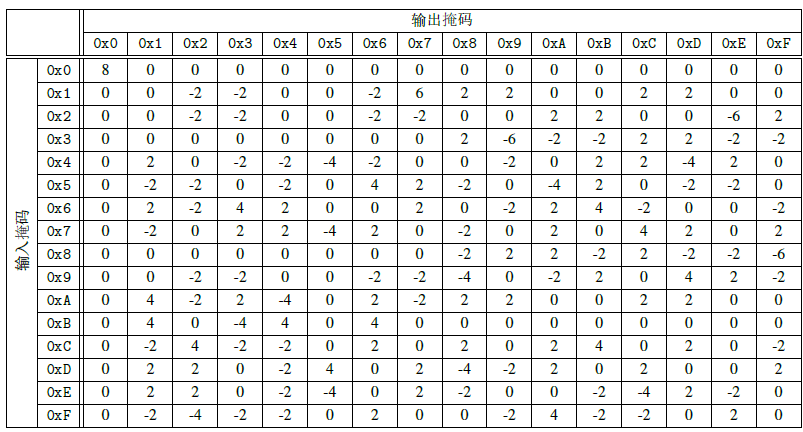 输出掩码
0x0 0x1 0x2 0x3 0x4 0x5 0x6 0x7 0x8 0x9 0xA 0xB 0xC 0xD 0xE 0xF
输入掩码
0x0 8 0 0 0 0 0 0 0 0 0 0 0 0 0 0 0
0x1 0 0 -2 -2 0 0 -2 6 2 2 0 0 2 2 0 0
0x2 0 0 -2 -2 0 0 -2 -2 0 0 2 2 0 0 -6 2
0x3 0 0 0 0 0 0 0 0 2 -6 -2 -2 2 2 -2 -2
0x4 0 2 0 -2 -2 -4 -2 0 0 -2 0 2 2 -4 2 0
0x5 0 -2 -2 0 -2 0 4 2 -2 0 -4 2 0 -2 -2 0
0x6 0 2 -2 4 2 0 0 2 0 -2 2 4 -2 0 0 -2
0x7 0 -2 0 2 2 -4 2 0 -2 0 2 0 4 2 0 2
0x8 0 0 0 0 0 0 0 0 -2 2 2 -2 2 -2 -2 -6
0x9 0 0 -2 -2 0 0 -2 -2 -4 0 -2 2 0 4 2 -2
0xA 0 4 -2 2 -4 0 2 -2 2 2 0 0 2 2 0 0
0xB 0 4 0 -4 4 0 4 0 0 0 0 0 0 0 0 0
0xC 0 -2 4 -2 -2 0 2 0 2 0 2 4 0 2 0 -2
0xD 0 2 2 0 -2 4 0 2 -4 -2 2 0 2 0 0 2
0xE 0 2 2 0 -2 -4 0 2 -2 0 0 -2 -4 2 -2 0
0xF 0 -2 -4 -2 -2 0 2 0 0 -2 4 -2 -2 0 2 0